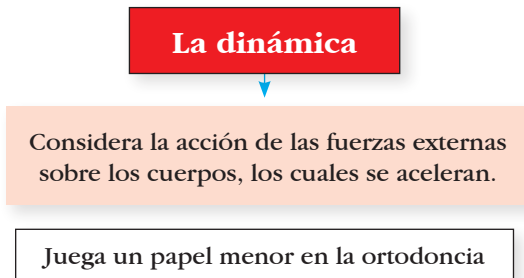 La dinámica
Considera la acción de las fuerzas externas
sobre los cuerpos, los cuales se aceleran.
Juega un papel menor en la ortodoncia